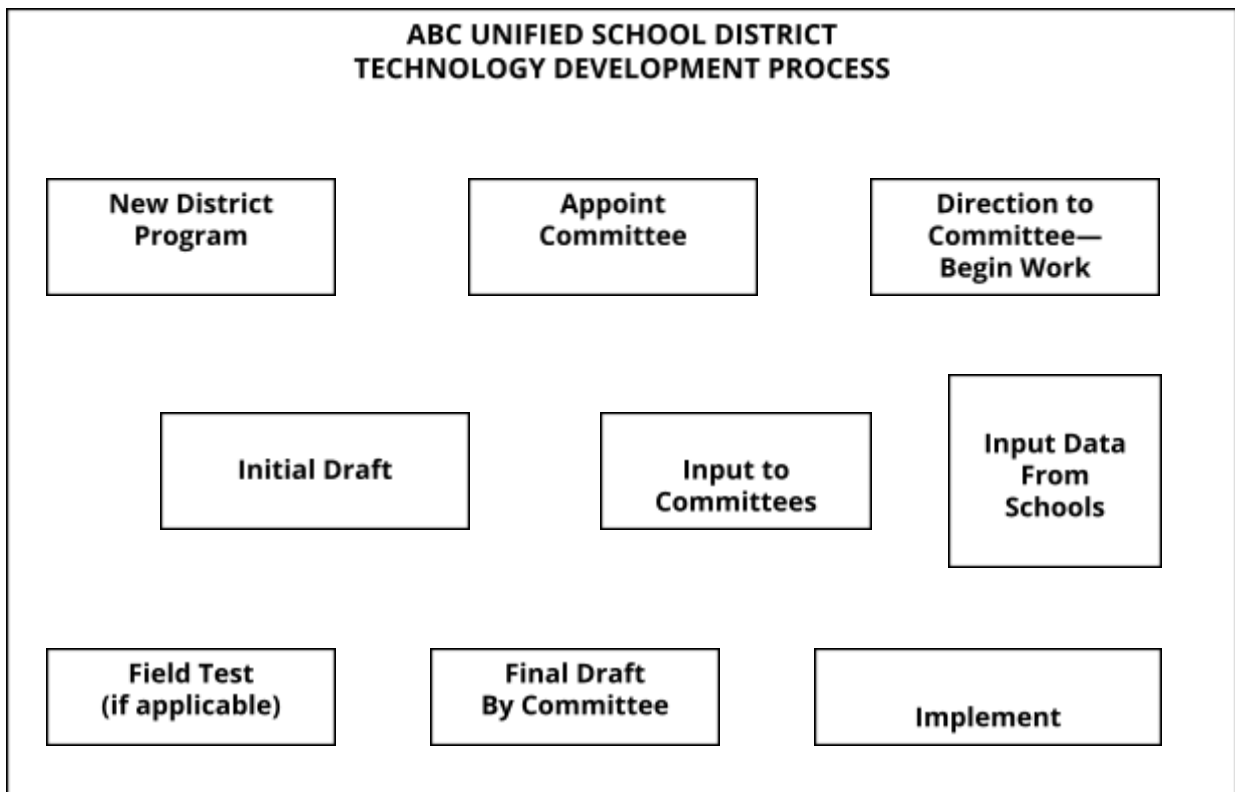 ABC UNIFIED SCHOOL DISTRICT
TECHNOLOGY DEVELOPMENT PROCESS
New District
Program
Appoint
Committee
Direction to
Committee—
Begin Work
Initial Draft
Input to
Committees
Input Data
From
Schools
Field Test
(if applicable)
Final Draft
By Committee
Implement